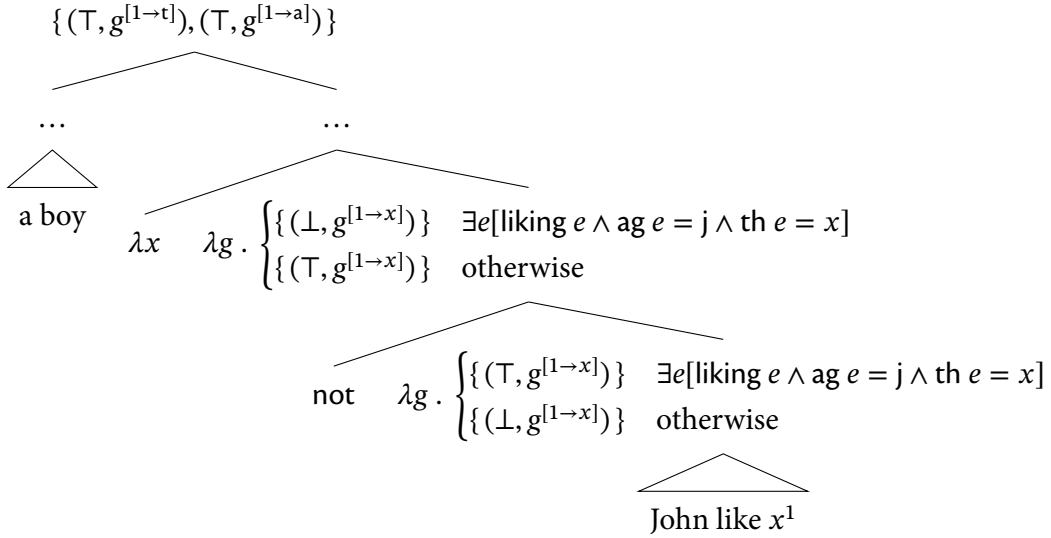 {(⊤, g^[1→t]), (⊤, g^[1→a])}
… …
a boy
λx λg . { {(⊥, g^[1→x])} ∃e[liking e ∧ ag e = j ∧ th e = x]
{(⊤, g^[1→x])} otherwise
not λg . { {(⊤, g^[1→x])} ∃e[liking e ∧ ag e = j ∧ th e = x]
{(⊥, g^[1→x])} otherwise
John like x¹